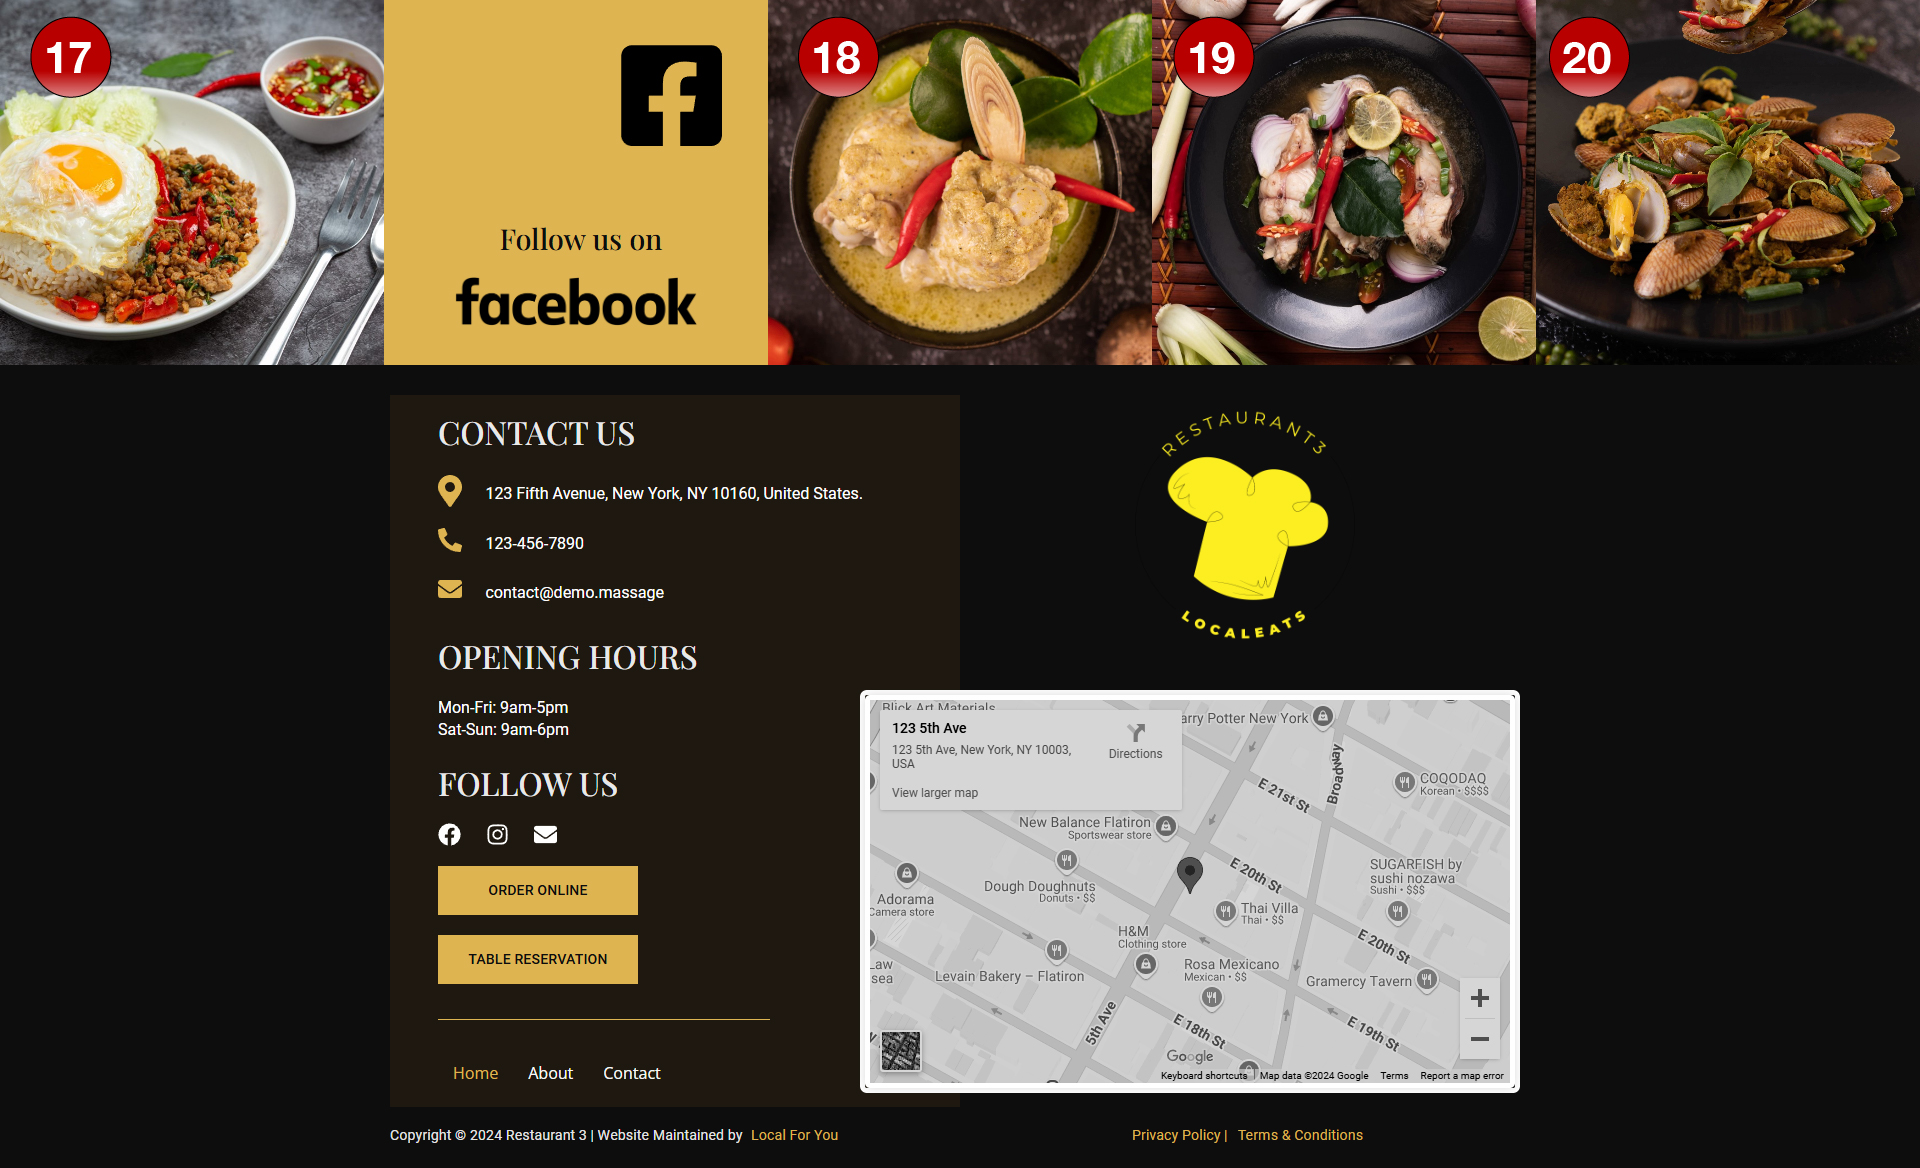 17
18
19
20
Follow us on
facebook
CONTACT US
123 Fifth Avenue, New York, NY 10160, United States.
123-456-7890
contact@demo.massage
OPENING HOURS
Mon-Fri: 9am-5pm
Sat-Sun: 9am-6pm
FOLLOW US
ORDER ONLINE
TABLE RESERVATION
Home About Contact
RESTAURANT3
LOCALEATS
Blick Art Materials
123 5th Ave
123 5th Ave, New York, NY 10003,
USA
Directions
View larger map
arry Potter New York
Broadway
E 21st St
COQODAQ
Korean • $$$$
New Balance Flatiron
Sportswear store
E 20th St
SUGARFISH by
sushi nozawa
Sushi • $$$
Dough Doughnuts
Donuts • $$
Adorama
Camera store
Thai Villa
Thai • $$
H&M
Clothing store
E 20th St
Law
sea
Levain Bakery – Flatiron
Rosa Mexicano
Mexican • $$
Gramercy Tavern
5th Ave
E 18th St
E 19th St
Google
Keyboard shortcuts Map data ©2024 Google Terms Report a map error
Copyright © 2024 Restaurant 3 | Website Maintained by Local For You
Privacy Policy | Terms & Conditions